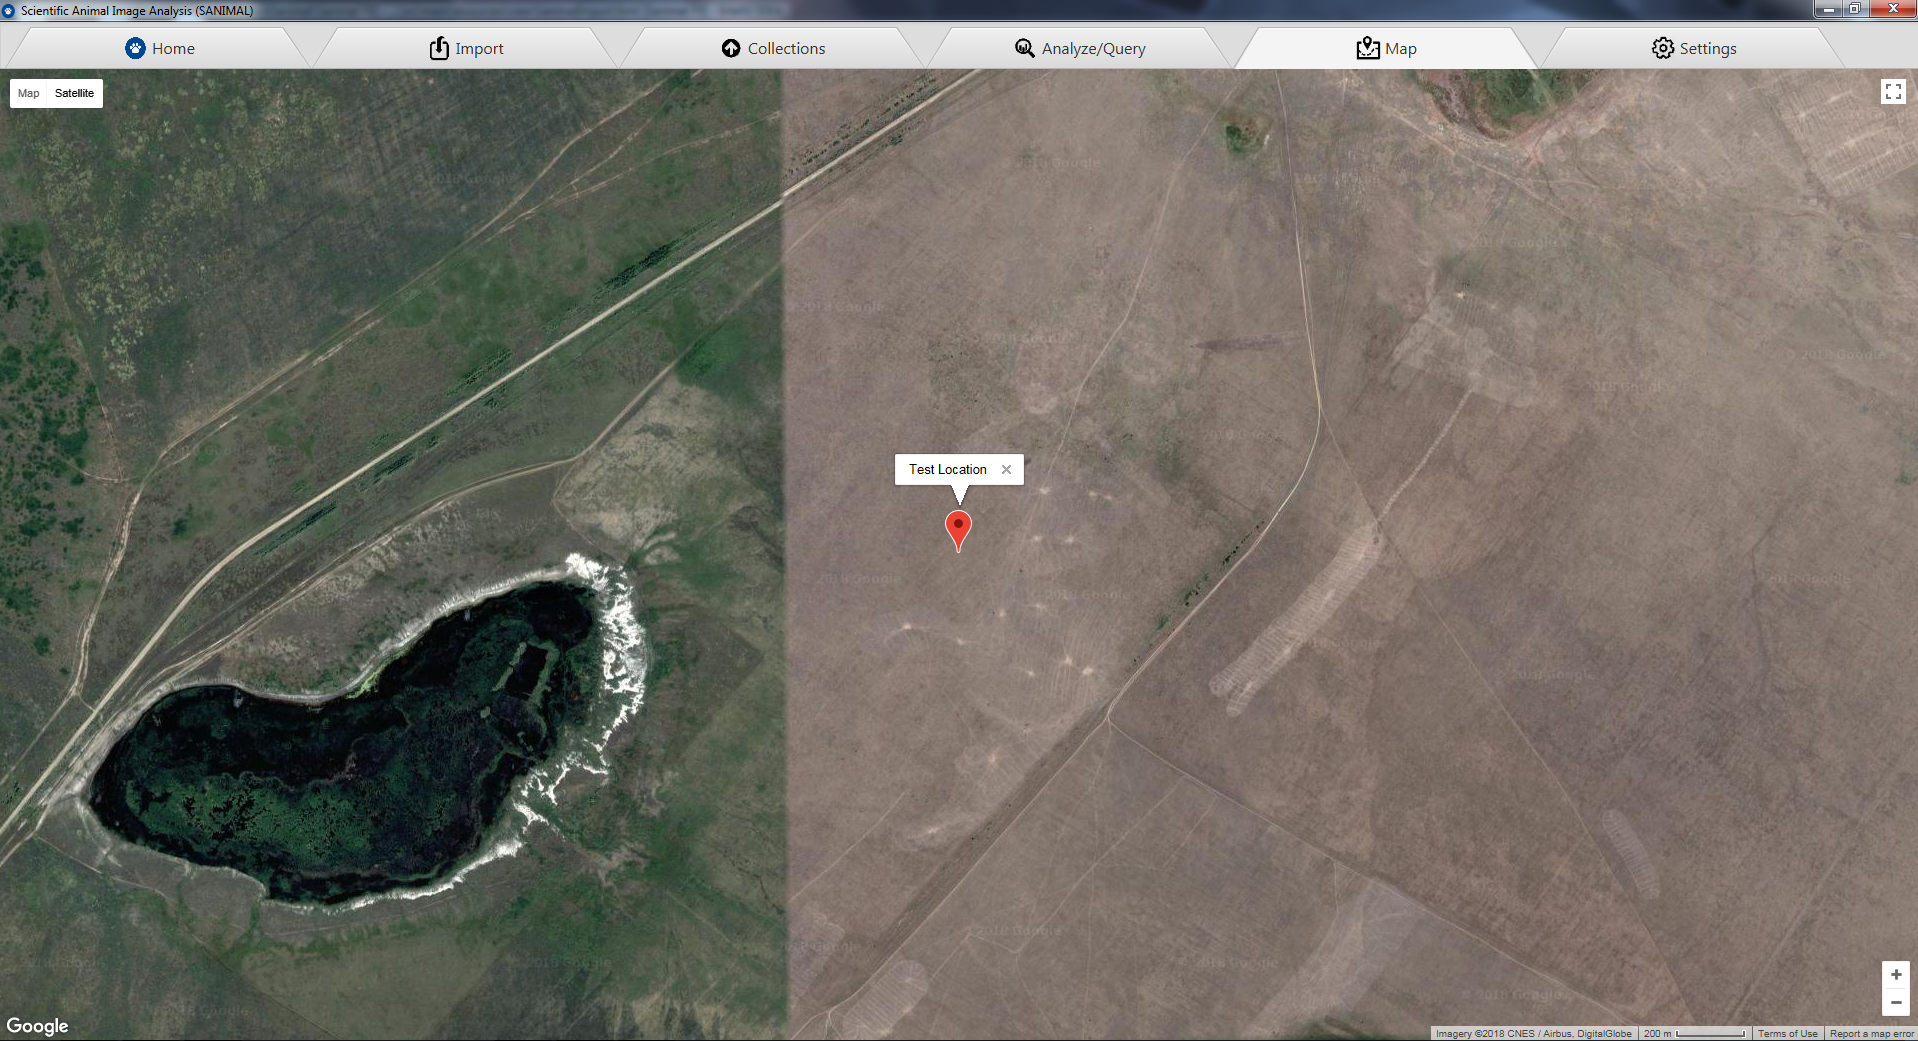 Scientific Animal Image Analysis (SANIMAL)
Home
Import
Collections
Analyze/Query
Map
Settings
Map
Satellite
Test Location
Google
Imagery ©2018 CNES / Airbus, DigitalGlobe
200 m
Terms of Use
Report a map error